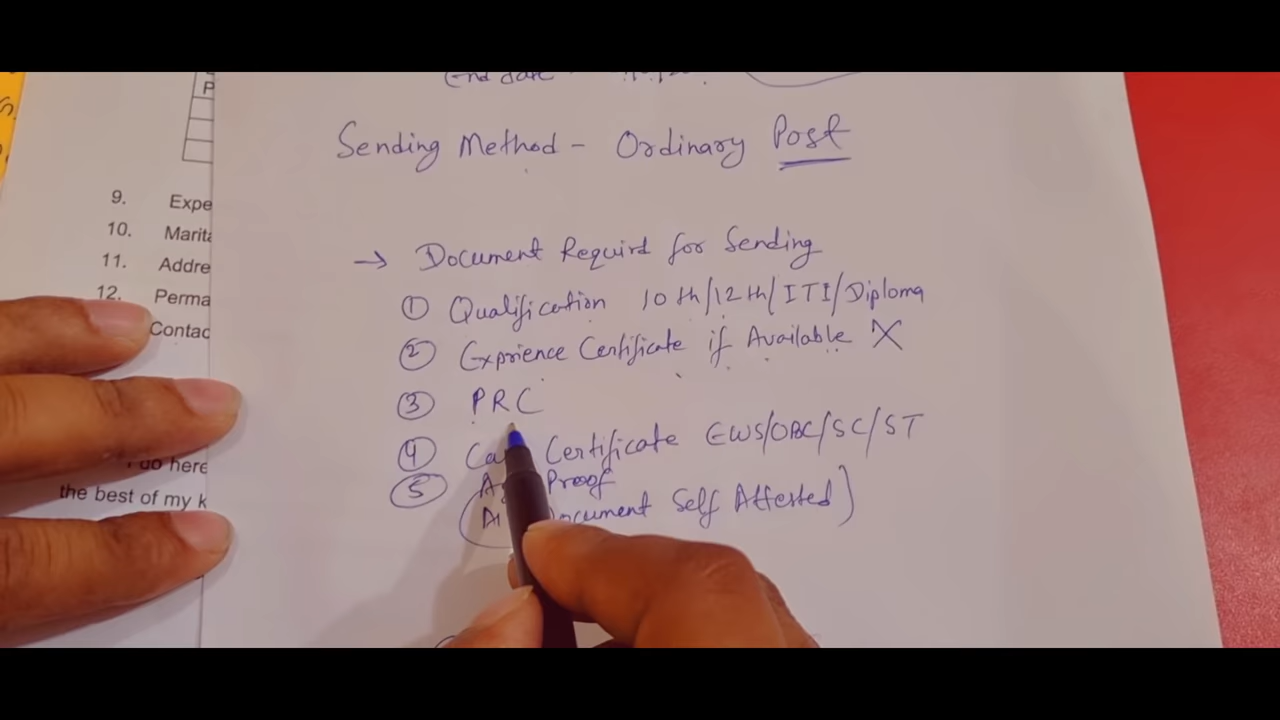 P
End date -
Sending Method - Ordinary Post
→ Document Requird for Sending
① Qualification 10th/12th/ITI/Diploma
② Exprience Certificate if Available X
③ PRC
④ Certificate EWS/OBC/SC/ST
⑤ Proof
Document Self Attested)
9. Expe
10. Marita
11. Addre
12. Perma
Contac
do here
the best of my k